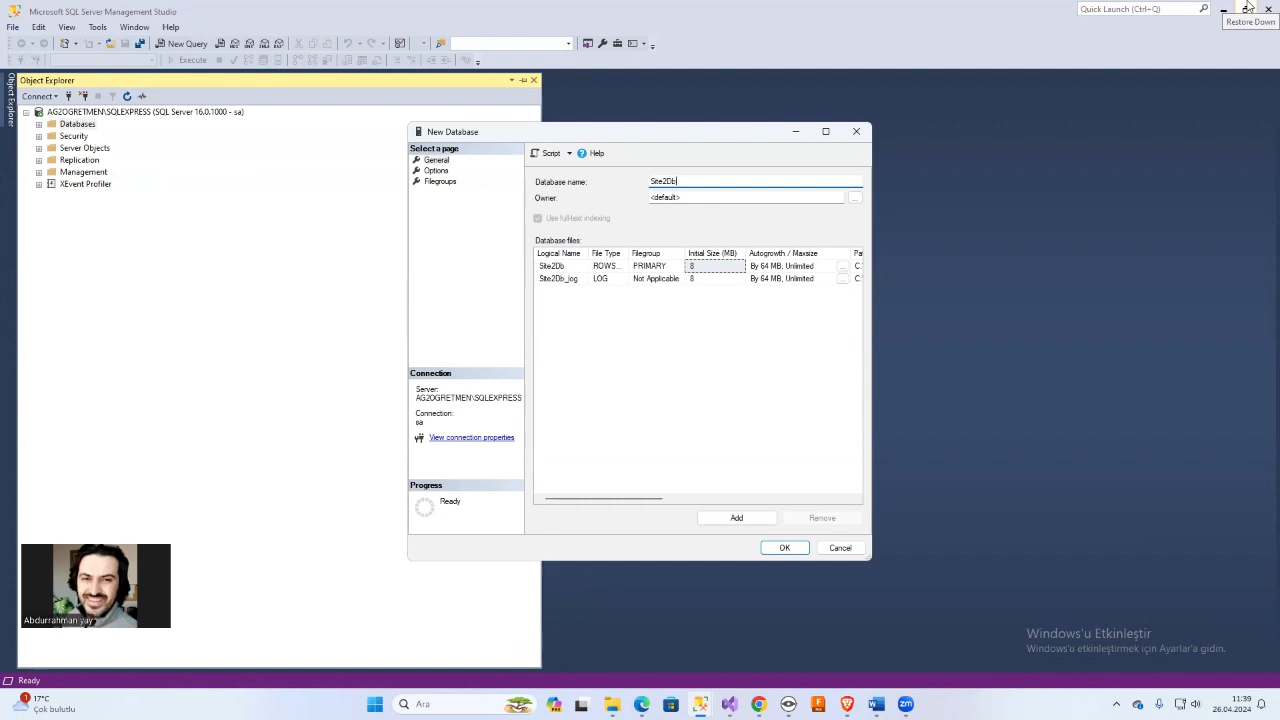 Microsoft SQL Server Management Studio
Quick Launch (Ctrl+Q)
Restore Down
File Edit View Tools Window Help
New Query
Execute
Object Explorer
Object Explorer
Connect
AG2OGRETMEN\SQLEXPRESS (SQL Server 16.0.1000 - sa)
Databases
Security
Server Objects
Replication
Management
XEvent Profiler
New Database
Select a page
General
Options
Filegroups
Script Help
Database name: Site2Db
Owner: <default> ...
Use full-text indexing
Database files:
Logical Name File Type Filegroup Initial Size (MB) Autogrowth / Maxsize Pa
Site2Db ROWS... PRIMARY 8 By 64 MB, Unlimited ... C:
Site2Db_log LOG Not Applicable 8 By 64 MB, Unlimited ... C:
Connection
Server:
AG2OGRETMEN\SQLEXPRESS
Connection:
sa
View connection properties
Progress
Ready
Add Remove
OK Cancel
Abdurrahman yay
Windows'u Etkinleştir
Windows'u etkinleştirmek için Ayarlar'a gidin.
Ready
1 17°C
Çok bulutlu
Ara
11:39
26.04.2024